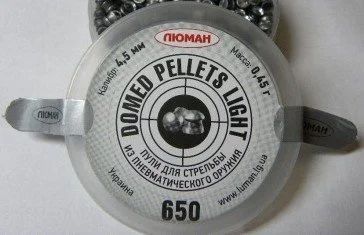 ЛЮМАН
Калибр: 4,5 мм
Масса: 0,45 г
DOMED PELLETS LIGHT
ПУЛИ ДЛЯ СТРЕЛЬБЫ
ИЗ ПНЕВМАТИЧЕСКОГО ОРУЖИЯ
Украина
www.luman.lg.ua
650
ЛЮМАН
ЛЮМАН